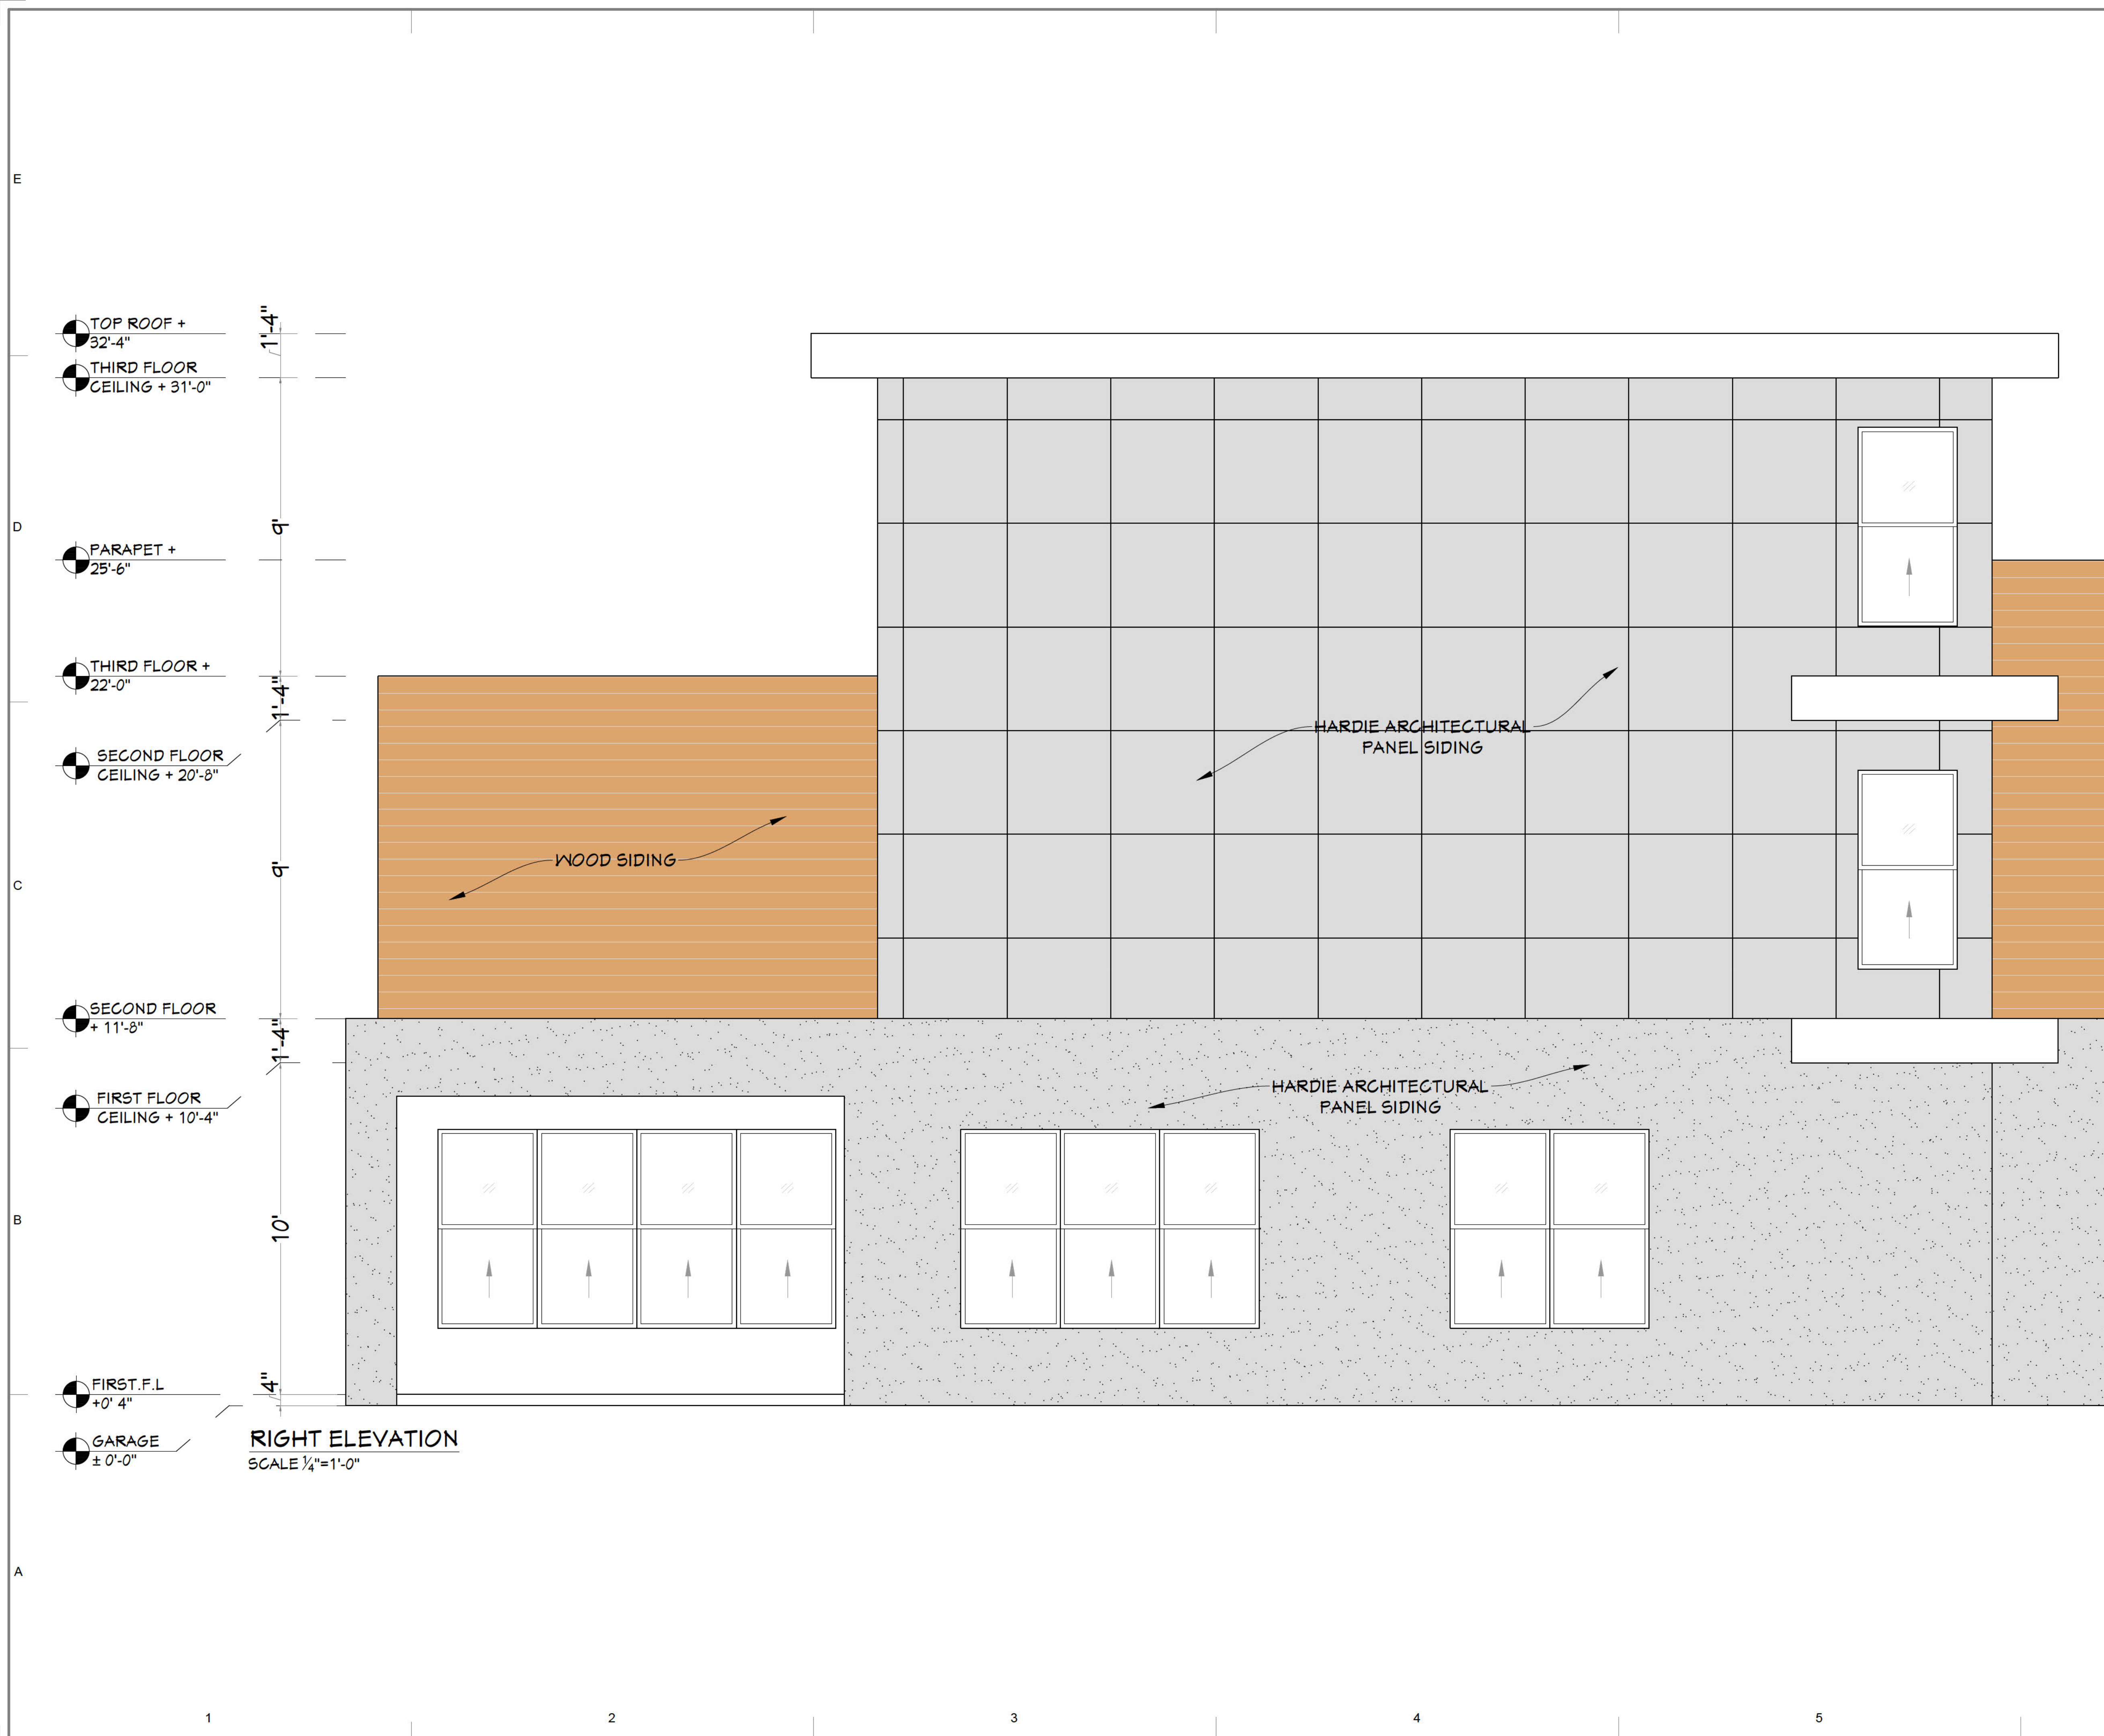 E
TOP ROOF +
32'-4"
1'-4"
THIRD FLOOR
CEILING + 31'-0"
D
9'
PARAPET +
25'-6"
THIRD FLOOR +
22'-0"
1'-4"
HARDIE ARCHITECTURAL
PANEL SIDING
SECOND FLOOR
CEILING + 20'-8"
WOOD SIDING
9'
C
SECOND FLOOR
+ 11'-8"
1'-4"
HARDIE ARCHITECTURAL
PANEL SIDING
FIRST FLOOR
CEILING + 10'-4"
B
10'
FIRST.F.L
+0' 4"
4"
GARAGE
± 0'-0"
RIGHT ELEVATION
SCALE ¼"=1'-0"
A
1 2 3 4 5